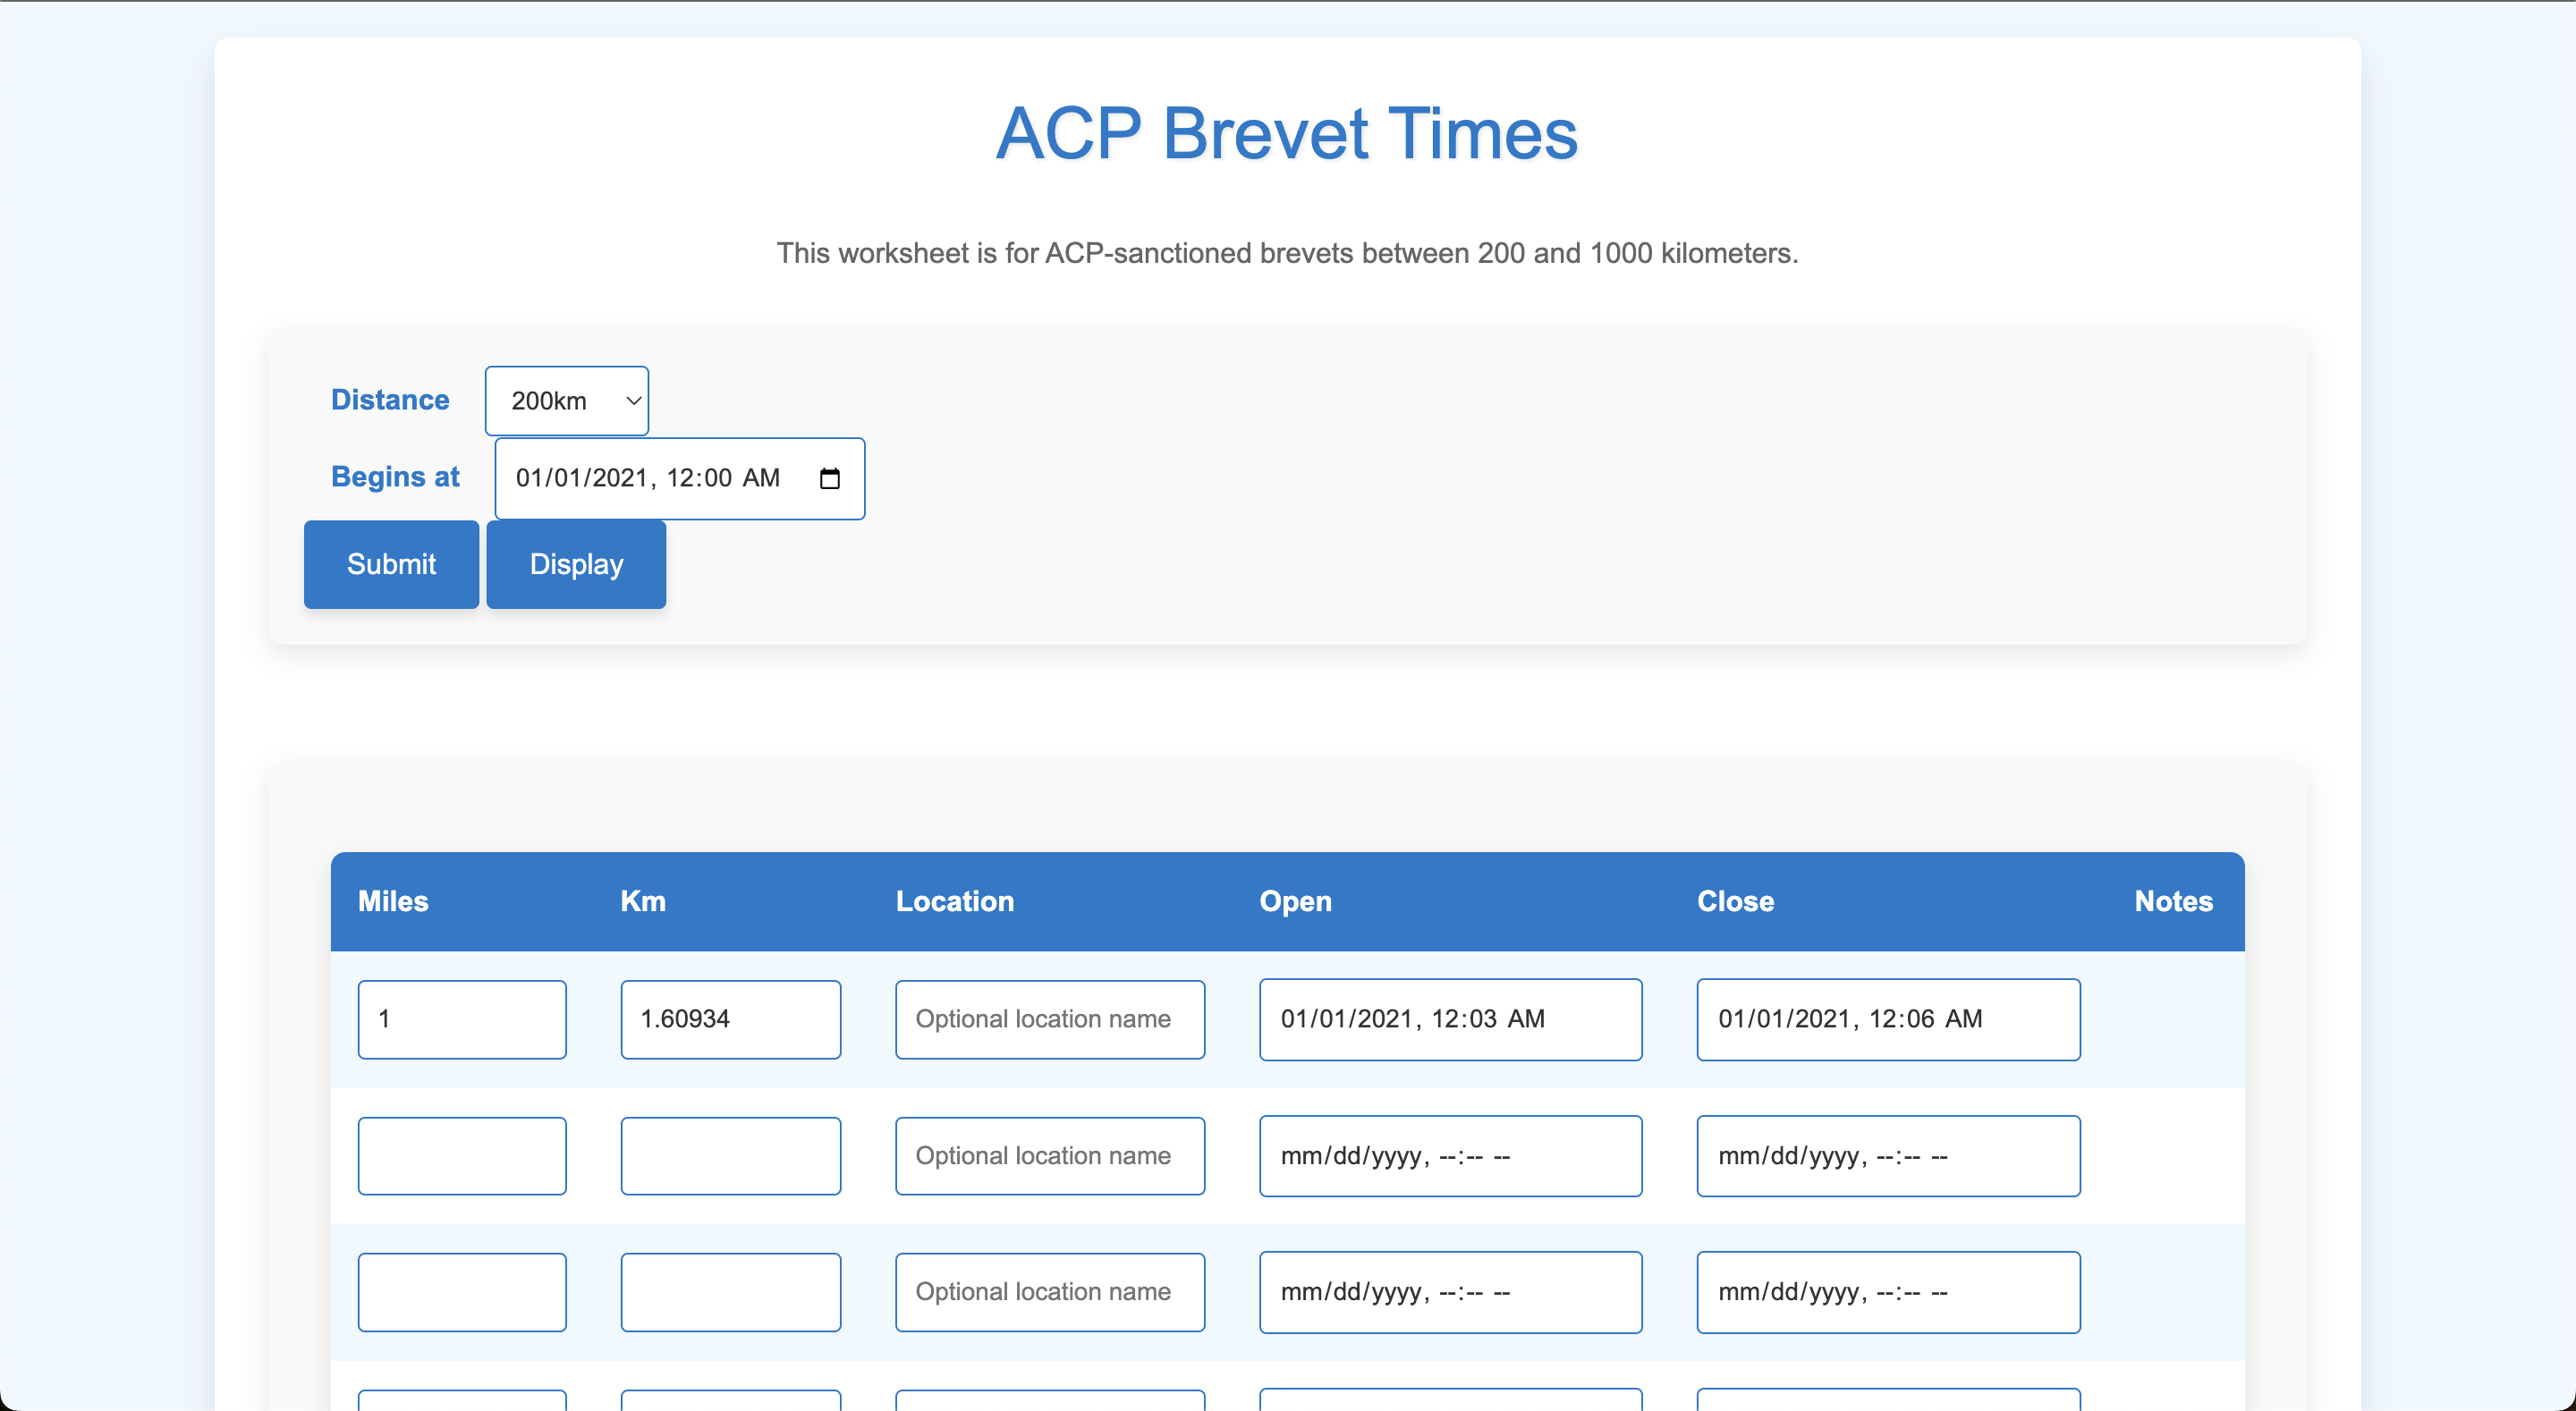 ACP Brevet Times
This worksheet is for ACP-sanctioned brevets between 200 and 1000 kilometers.
Distance 200km
Begins at 01/01/2021, 12:00 AM
Submit Display
Miles Km Location Open Close Notes
1 1.60934 Optional location name 01/01/2021, 12:03 AM 01/01/2021, 12:06 AM
Optional location name mm/dd/yyyy, --:-- -- mm/dd/yyyy, --:-- --
Optional location name mm/dd/yyyy, --:-- -- mm/dd/yyyy, --:-- --